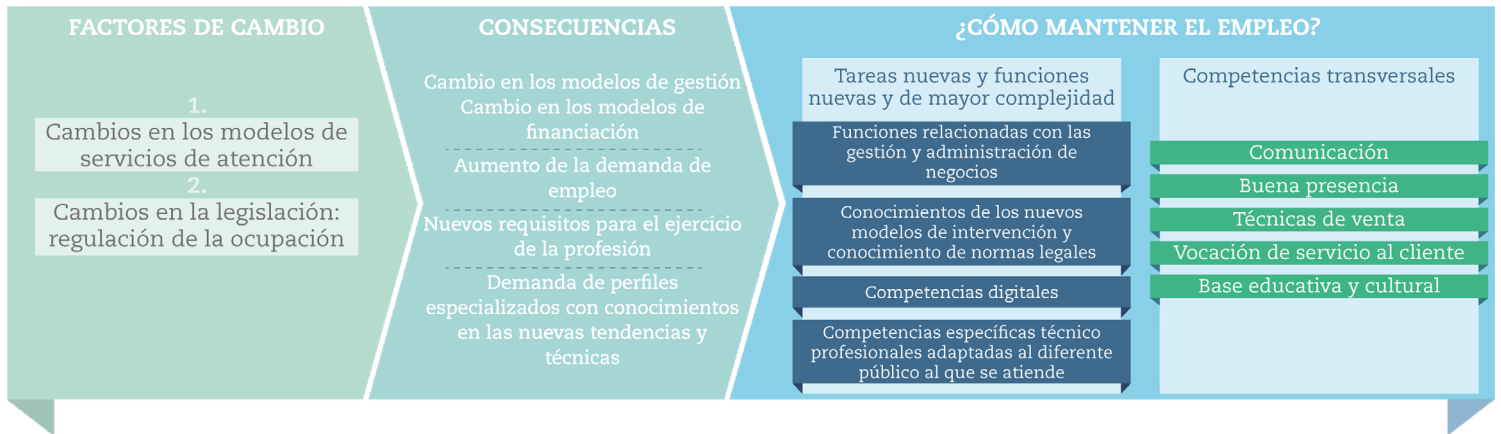 FACTORES DE CAMBIO
1.
Cambios en los modelos de
servicios de atención
2.
Cambios en la legislación:
regulación de la ocupación
CONSECUENCIAS
Cambio en los modelos de gestión
Cambio en los modelos de
financiación
Aumento de la demanda de
empleo
Nuevos requisitos para el ejercicio
de la profesión
Demanda de perfiles
especializados con conocimientos
en las nuevas tendencias y
técnicas
¿CÓMO MANTENER EL EMPLEO?
Tareas nuevas y funciones
nuevas y de mayor complejidad
Funciones relacionadas con las
gestión y administración de
negocios
Conocimientos de los nuevos
modelos de intervención y
conocimiento de normas legales
Competencias digitales
Competencias específicas técnico
profesionales adaptadas al diferente
público al que se atiende
Competencias transversales
Comunicación
Buena presencia
Técnicas de venta
Vocación de servicio al cliente
Base educativa y cultural